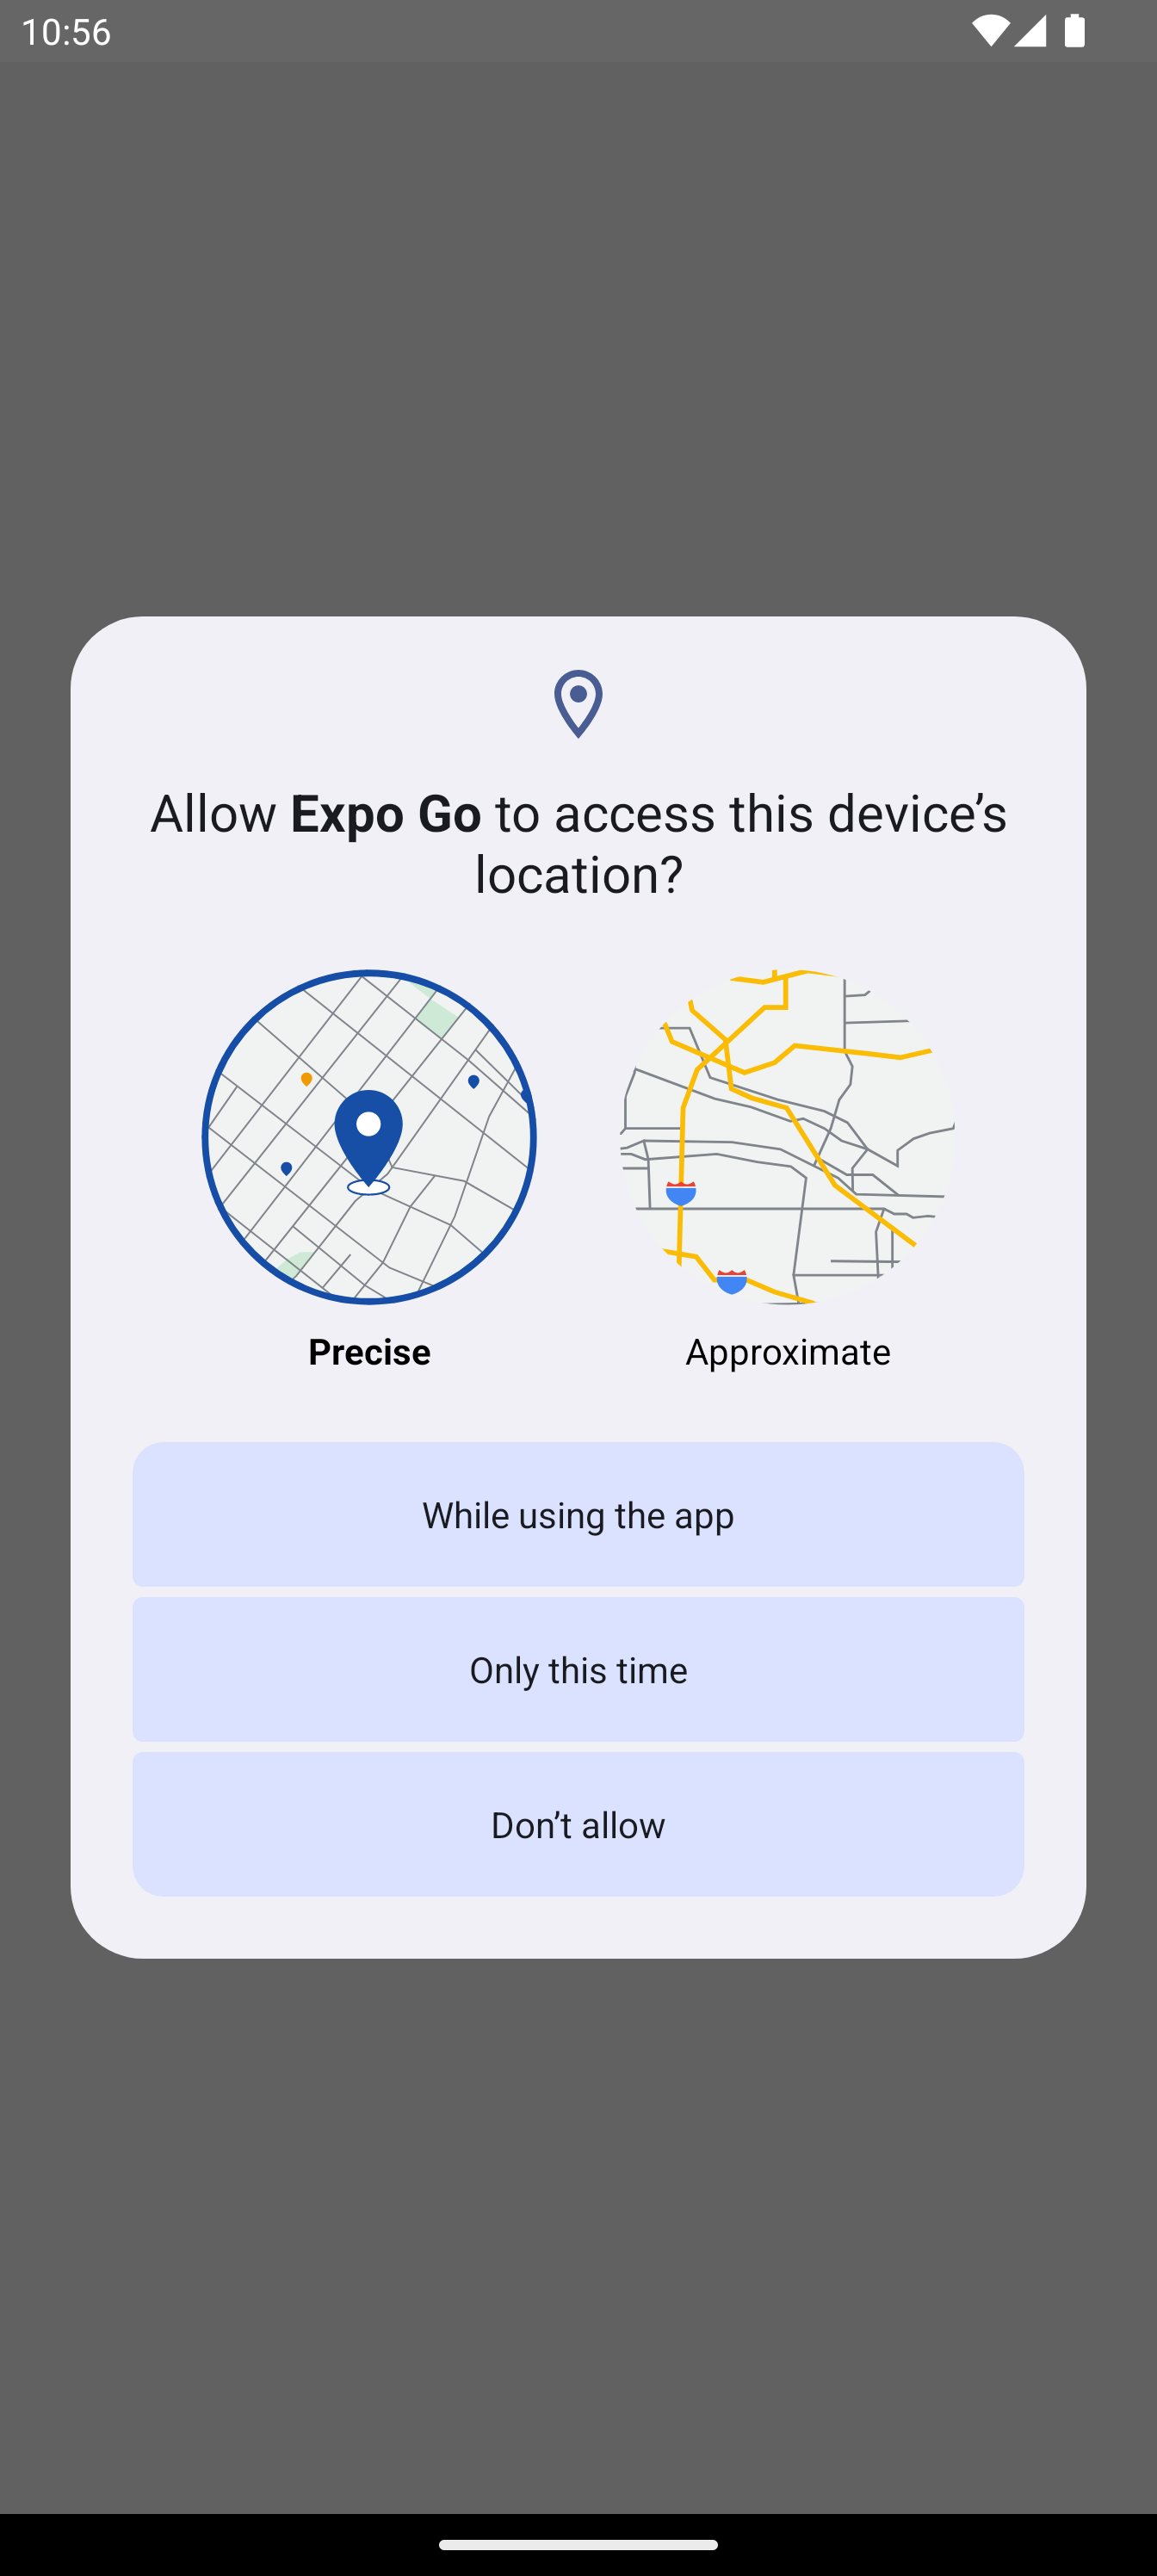 10:56
Allow Expo Go to access this device’s
location?
Precise
Approximate
While using the app
Only this time
Don’t allow